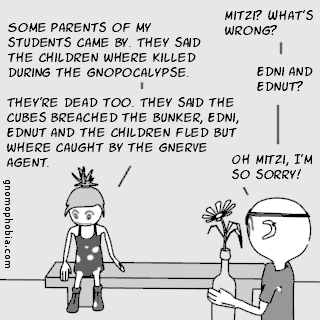 MITZI? WHAT'S
WRONG?
SOME PARENTS OF MY
STUDENTS CAME BY. THEY SAID
THE CHILDREN WHERE KILLED
DURING THE GNOPOCALYPSE.
EDNI AND
EDNUT?
THEY'RE DEAD TOO. THEY SAID THE
CUBES BREACHED THE BUNKER, EDNI,
EDNUT AND THE CHILDREN FLED BUT
WHERE CAUGHT BY THE GNERVE
AGENT.
OH MITZI, I'M
SO SORRY!
gnomophobia.com